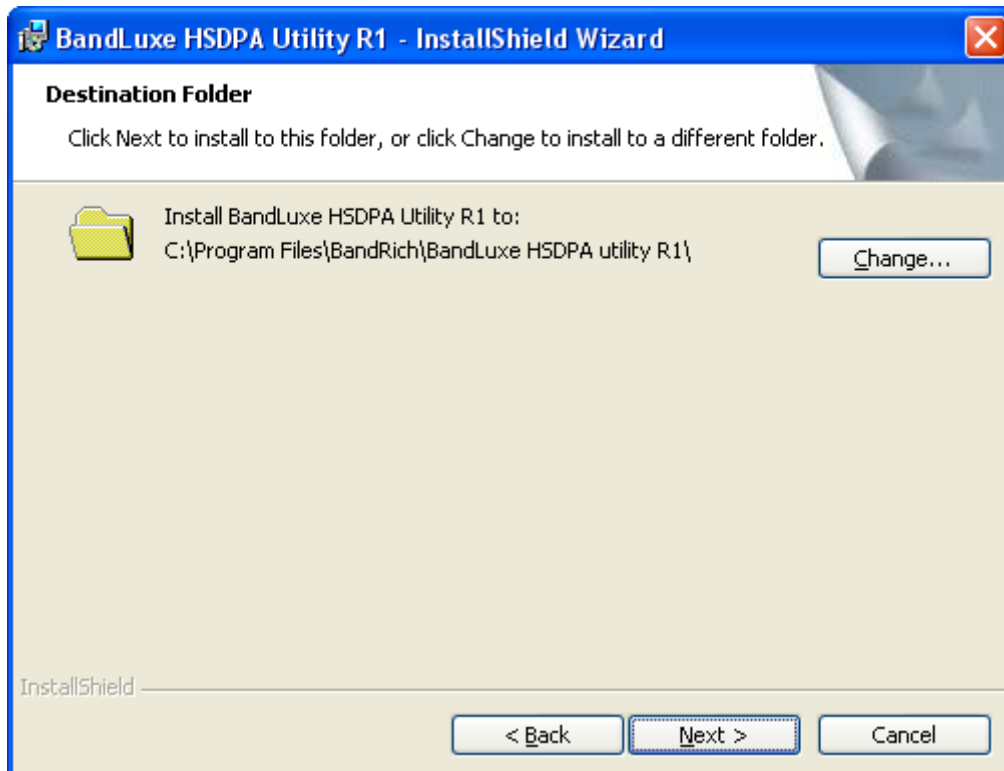 BandLuxe HSDPA Utility R1 - InstallShield Wizard
Destination Folder
Click Next to install to this folder, or click Change to install to a different folder.
Install BandLuxe HSDPA Utility R1 to:
C:\Program Files\BandRich\BandLuxe HSDPA utility R1\
Change...
InstallShield
< Back
Next >
Cancel